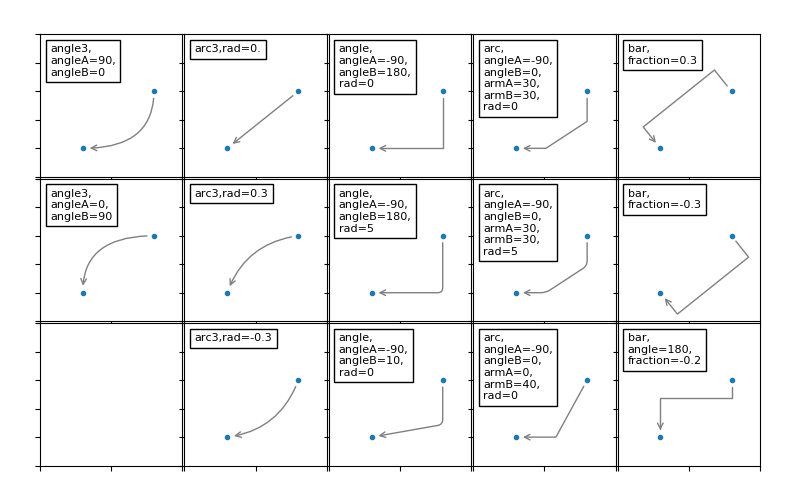 angle3,
angleA=90,
angleB=0
arc3,rad=0.
angle,
angleA=-90,
angleB=180,
rad=0
arc,
angleA=-90,
angleB=0,
armA=30,
armB=30,
rad=0
bar,
fraction=0.3
angle3,
angleA=0,
angleB=90
arc3,rad=0.3
angle,
angleA=-90,
angleB=180,
rad=5
arc,
angleA=-90,
angleB=0,
armA=30,
armB=30,
rad=5
bar,
fraction=-0.3
arc3,rad=-0.3
angle,
angleA=-90,
angleB=10,
rad=0
arc,
angleA=-90,
angleB=0,
armA=0,
armB=40,
rad=0
bar,
angle=180,
fraction=-0.2